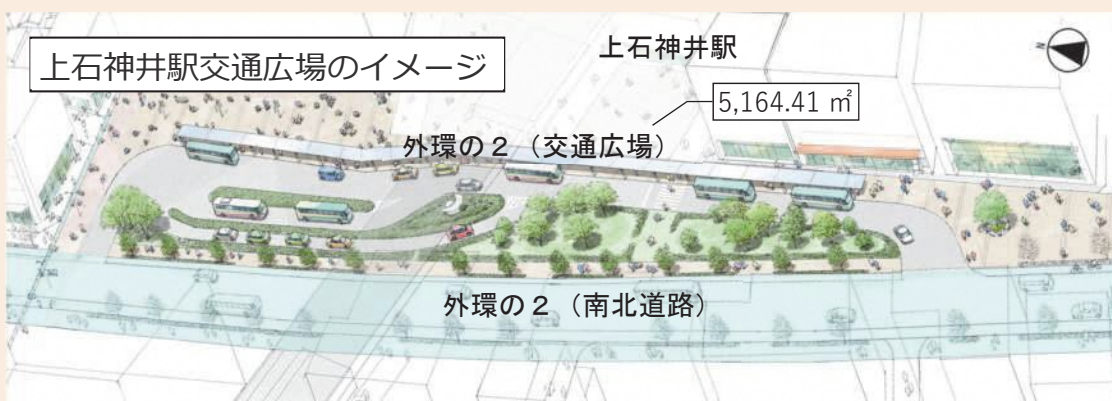 上石神井駅交通広場のイメージ
上石神井駅
N
5,164.41 ㎡
外環の２（交通広場）
外環の２（南北道路）